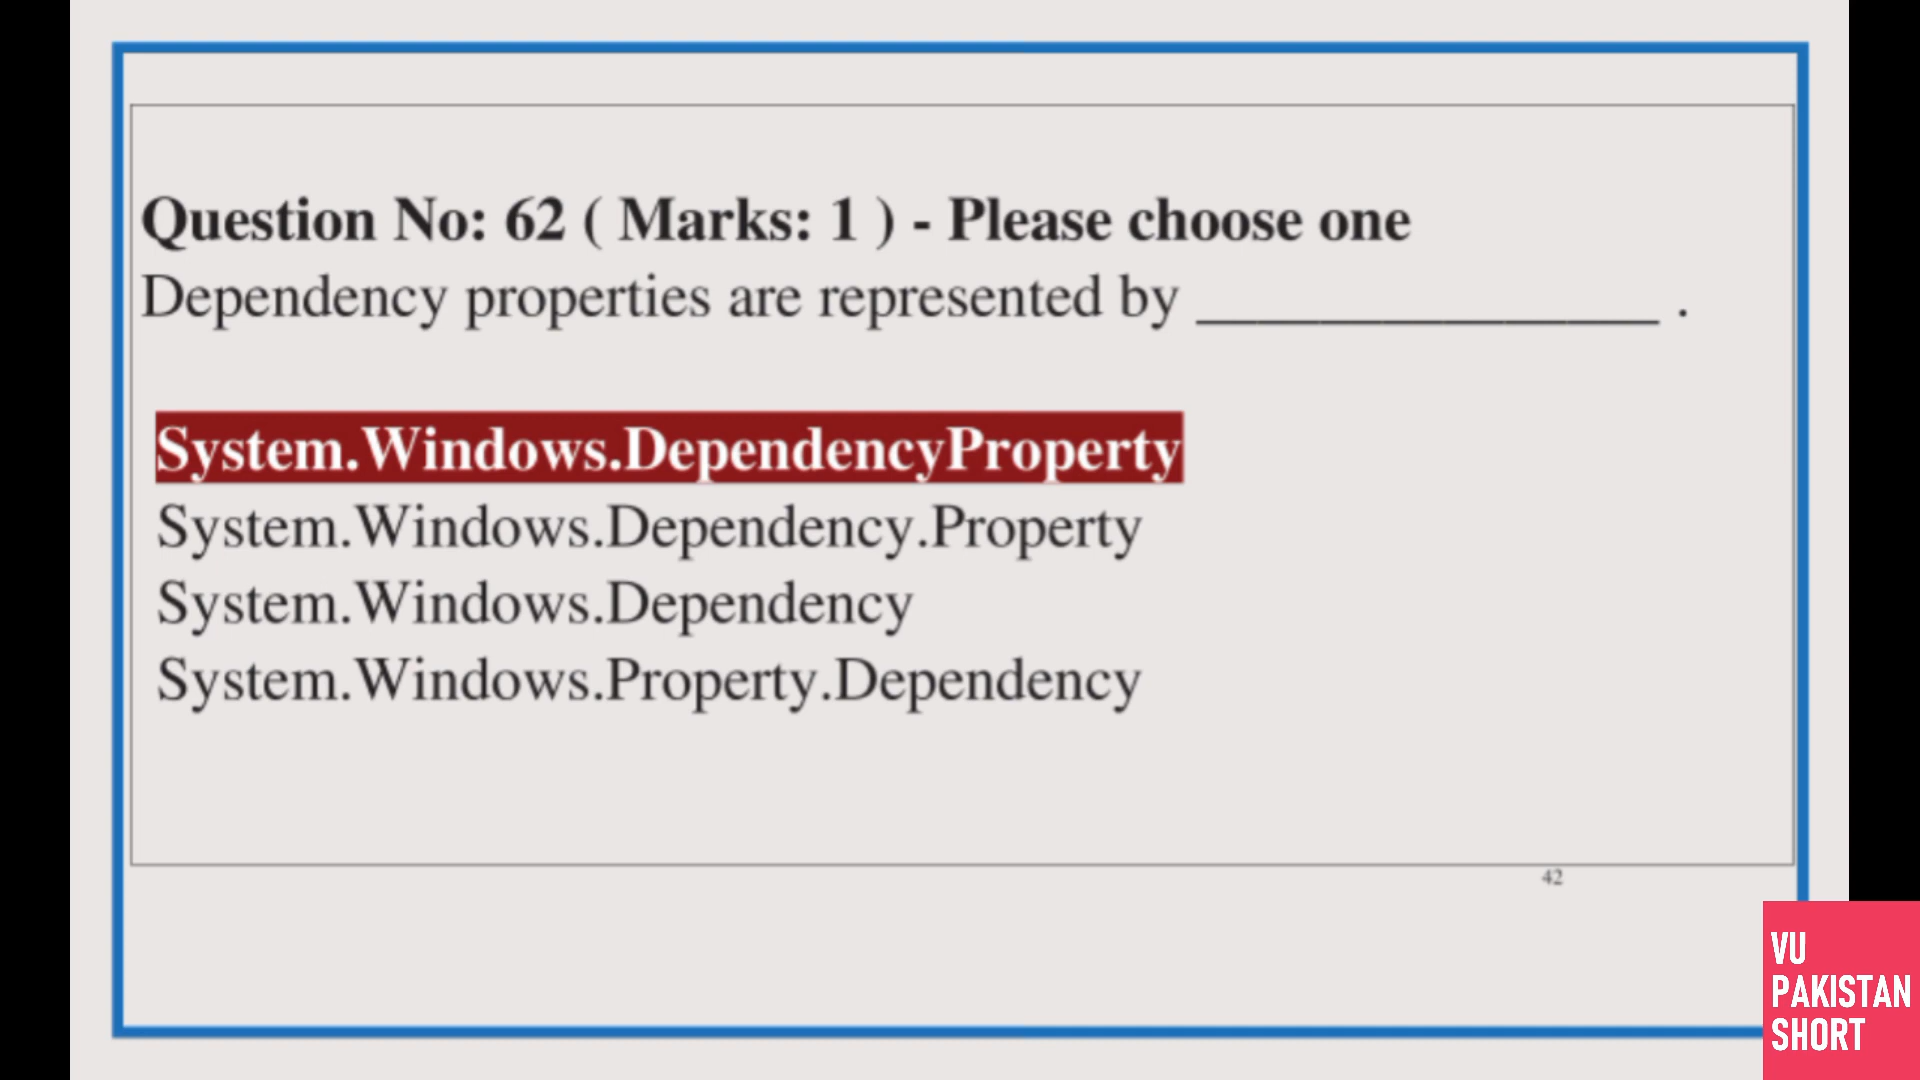 Question No: 62 ( Marks: 1 ) - Please choose one
Dependency properties are represented by _______________ .
System.Windows.DependencyProperty
System.Windows.Dependency.Property
System.Windows.Dependency
System.Windows.Property.Dependency
42
VU
PAKISTAN
SHORT